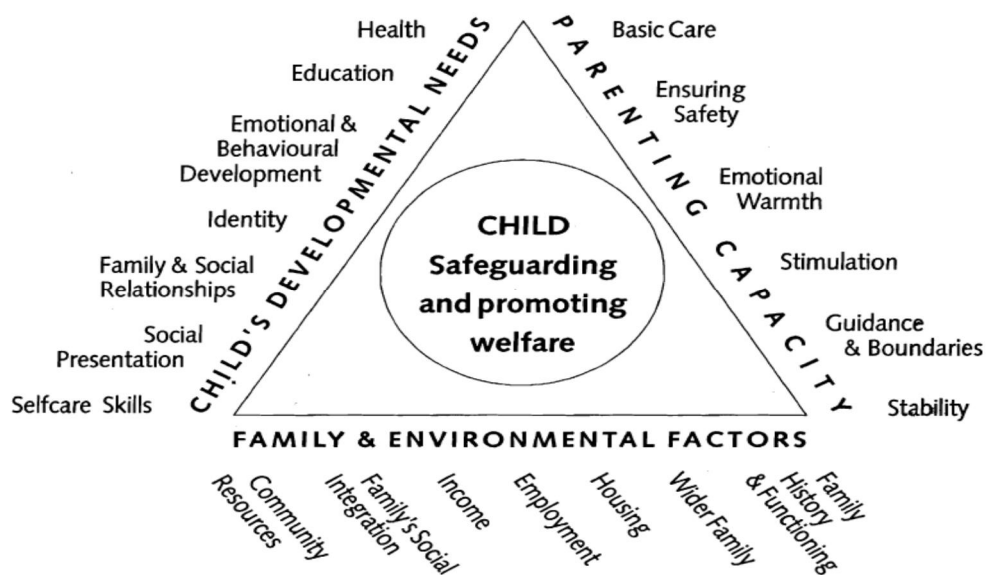 Health
Education
Emotional &
Behavioural
Development
Identity
Family & Social
Relationships
Social
Presentation
Selfcare Skills
CHILD'S DEVELOPMENTAL NEEDS
CHILD
Safeguarding
and promoting
welfare
PARENTING CAPACITY
Basic Care
Ensuring
Safety
Emotional
Warmth
Stimulation
Guidance
& Boundaries
Stability
FAMILY & ENVIRONMENTAL FACTORS
Community
Resources
Family's Social
Integration
Income
Employment
Housing
Wider Family
Family
History
& Functioning